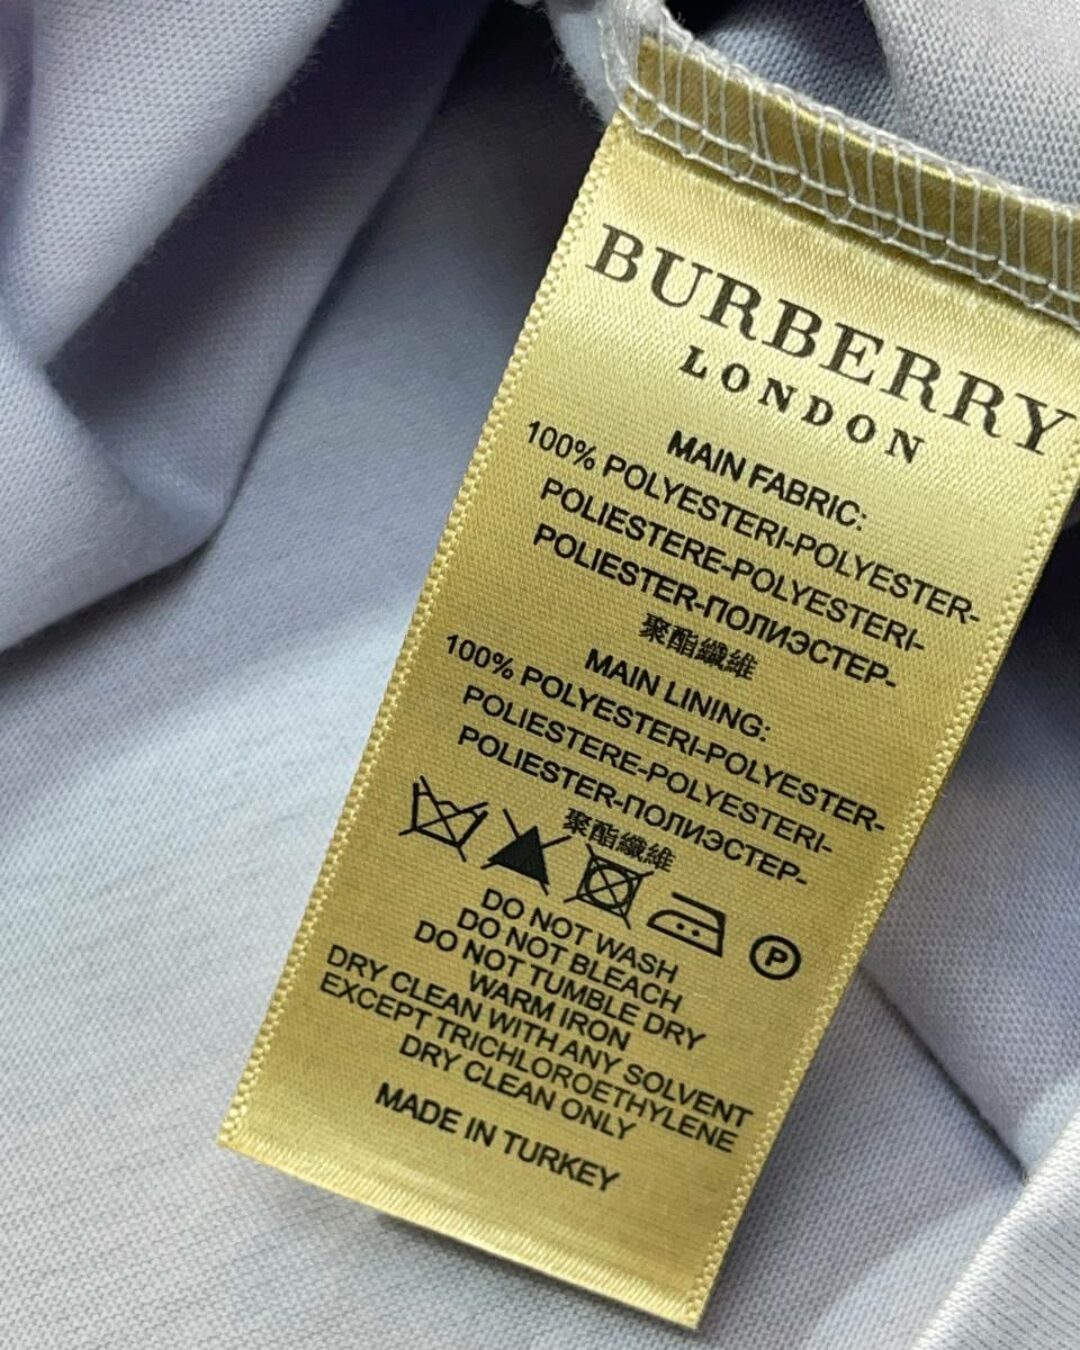 BURBERRY
LONDON
MAIN FABRIC:
100% POLYESTERI-POLYESTER-
POLIESTERE-POLYESTERI-
POLIESTER-ПОЛИЭСТЕР-
聚酯纖維
MAIN LINING:
100% POLYESTERI-POLYESTER-
POLIESTERE-POLYESTERI-
POLIESTER-ПОЛИЭСТЕР-
聚酯纖維
P
DO NOT WASH
DO NOT BLEACH
DO NOT TUMBLE DRY
WARM IRON
DRY CLEAN WITH ANY SOLVENT
EXCEPT TRICHLOROETHYLENE
DRY CLEAN ONLY
MADE IN TURKEY